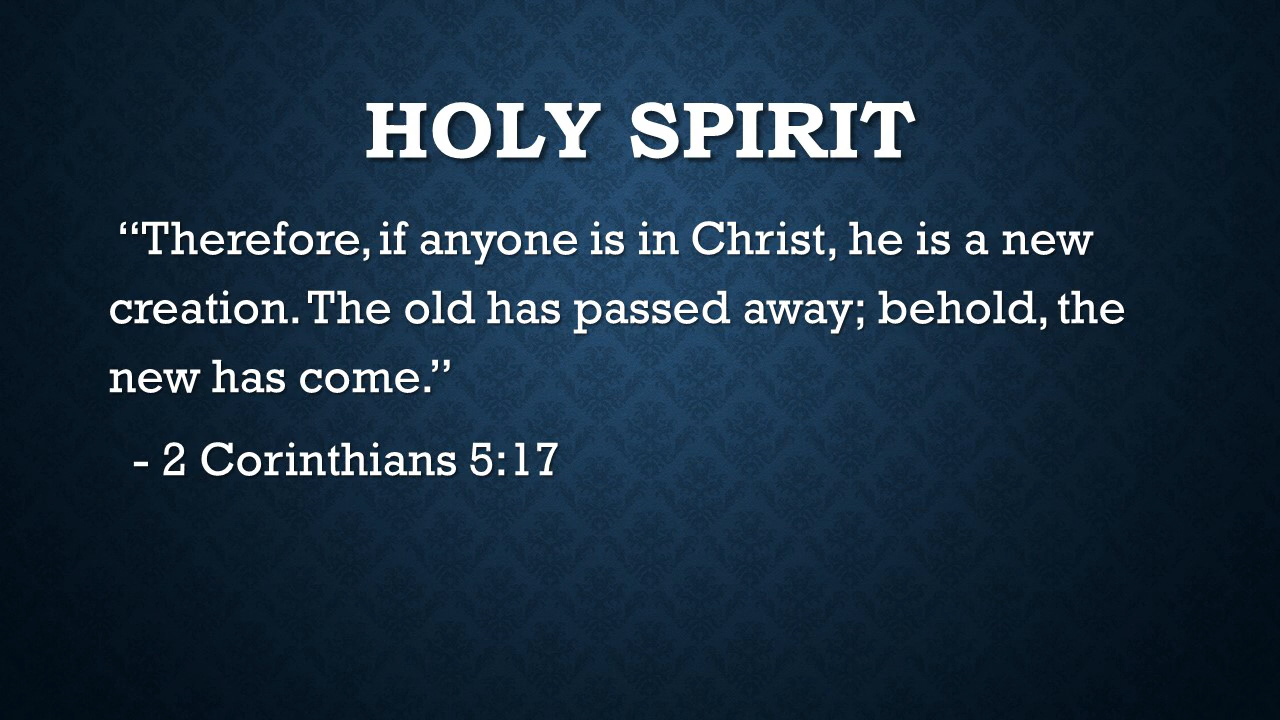 HOLY SPIRIT
“Therefore, if anyone is in Christ, he is a new
creation. The old has passed away; behold, the
new has come.”
- 2 Corinthians 5:17